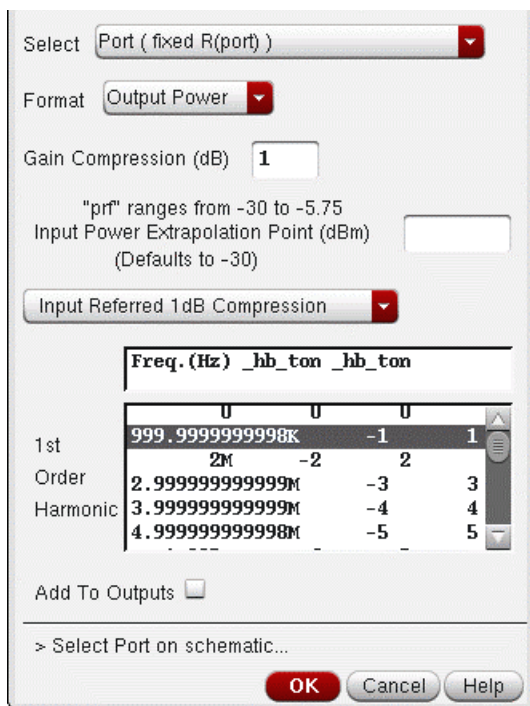 Select Port ( fixed R(port) )
Format Output Power
Gain Compression (dB) 1
"prf" ranges from -30 to -5.75
Input Power Extrapolation Point (dBm)
(Defaults to -30)
Input Referred 1dB Compression
Freq.(Hz) _hb_ton _hb_ton
1st
Order
Harmonic
999.9999999998K -1 1
2M -2 2
2.999999999999M -3 3
3.999999999999M -4 4
4.999999999998M -5 5
Add To Outputs
> Select Port on schematic...
OK Cancel Help